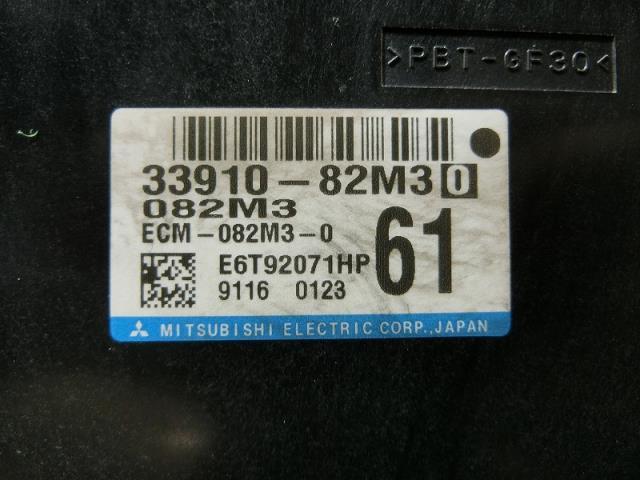 >PBT-GF30<
33910-82M30
082M3
ECM-082M3-0
61
E6T92071HP
9116 0123
MITSUBISHI ELECTRIC CORP.,JAPAN